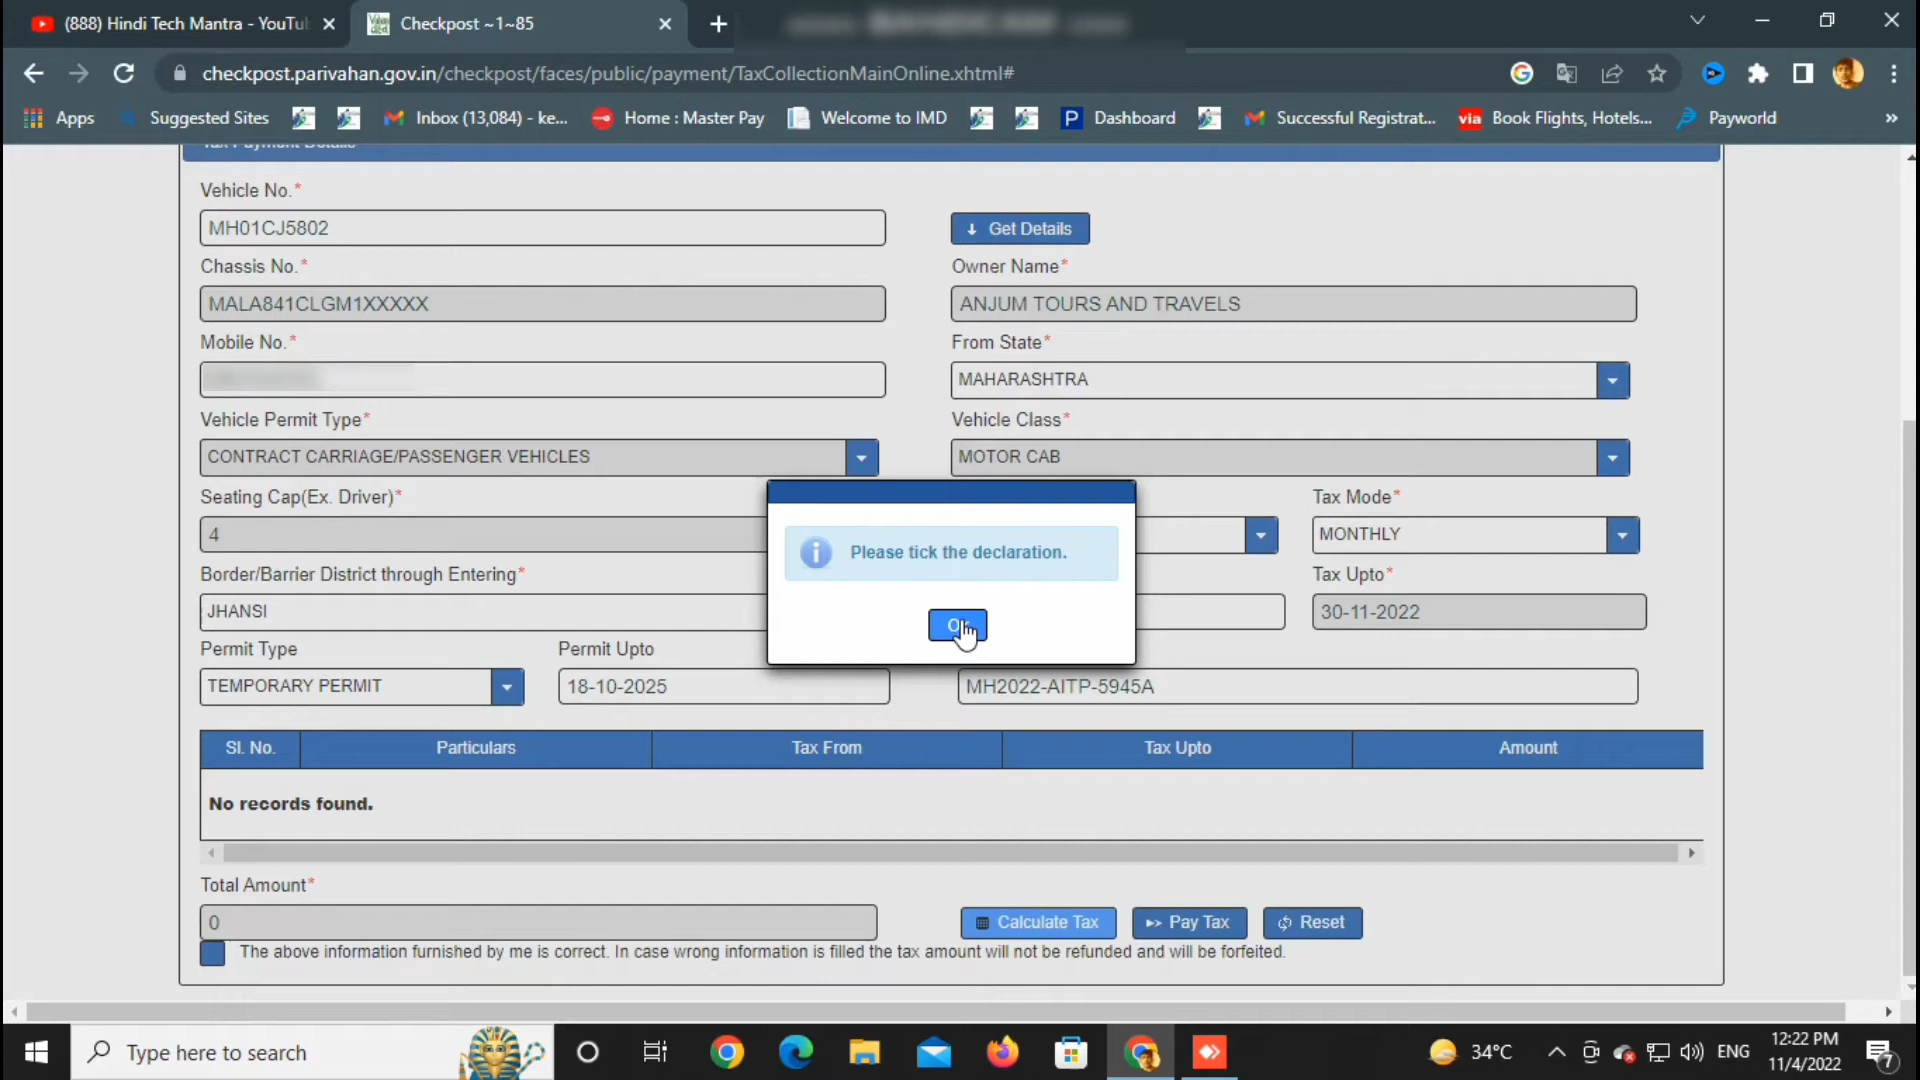 (888) Hindi Tech Mantra - YouTu
Checkpost ~1~85
checkpost.parivahan.gov.in/checkpost/faces/public/payment/TaxCollectionMainOnline.xhtml#
Apps
Suggested Sites
Inbox (13,084) - ke...
Home : Master Pay
Welcome to IMD
P
Dashboard
Successful Registrat...
via
Book Flights, Hotels...
Payworld
»
Tax Payment Details
Vehicle No.*
MH01CJ5802
Get Details
Chassis No.*
Owner Name*
MALA841CLGM1XXXXX
ANJUM TOURS AND TRAVELS
Mobile No.*
From State*
MAHARASHTRA
Vehicle Permit Type*
Vehicle Class*
CONTRACT CARRIAGE/PASSENGER VEHICLES
MOTOR CAB
Seating Cap(Ex. Driver)*
Tax Mode*
4
MONTHLY
Please tick the declaration.
Border/Barrier District through Entering*
Tax Upto*
JHANSI
30-11-2022
Permit Type
Permit Upto
TEMPORARY PERMIT
18-10-2025
MH2022-AITP-5945A
Sl. No.
Particulars
Tax From
Tax Upto
Amount
No records found.
Total Amount*
0
Calculate Tax
Pay Tax
Reset
The above information furnished by me is correct. In case wrong information is filled the tax amount will not be refunded and will be forfeited.
Type here to search
34°C
ENG
12:22 PM
11/4/2022
7